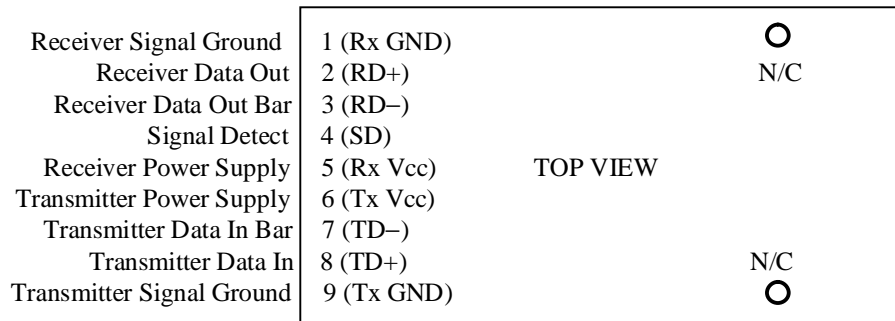 Receiver Signal Ground 1 (Rx GND)
Receiver Data Out 2 (RD+) N/C
Receiver Data Out Bar 3 (RD−)
Signal Detect 4 (SD)
Receiver Power Supply 5 (Rx Vcc) TOP VIEW
Transmitter Power Supply 6 (Tx Vcc)
Transmitter Data In Bar 7 (TD−)
Transmitter Data In 8 (TD+) N/C
Transmitter Signal Ground 9 (Tx GND)